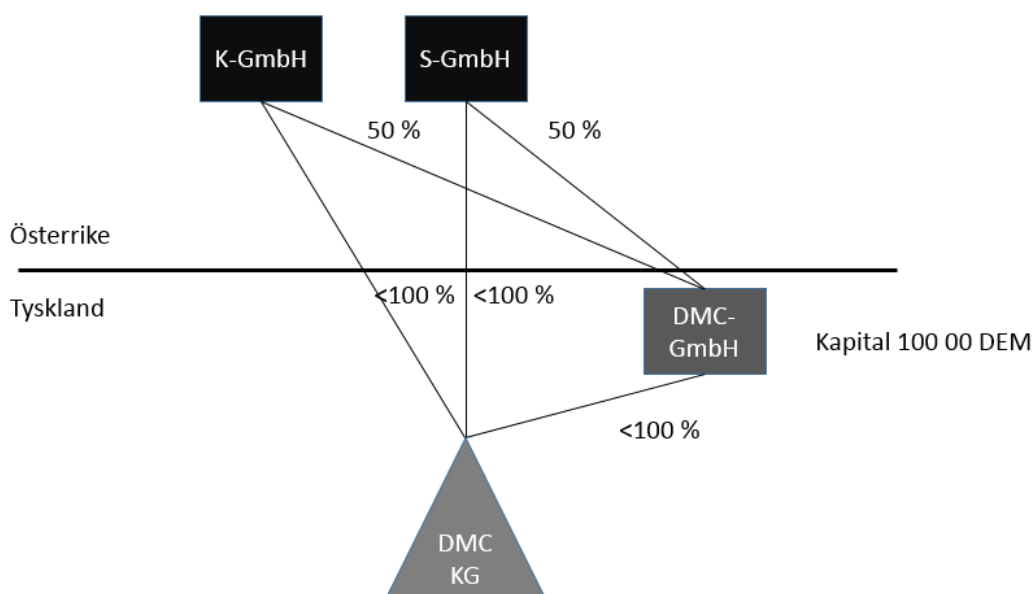 K-GmbH
S-GmbH
50 %
50 %
Österrike
Tyskland
<100 %
<100 %
DMC-
GmbH
Kapital 100 00 DEM
<100 %
DMC
KG